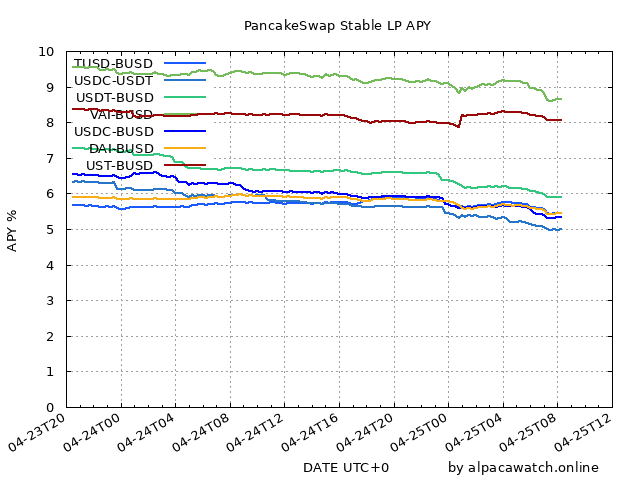 PancakeSwap Stable LP APY
10
9
8
7
6
5
4
3
2
1
0
APY %
TUSD-BUSD
USDC-USDT
USDT-BUSD
VAI-BUSD
USDC-BUSD
DAI-BUSD
UST-BUSD
04-23T20
04-24T00
04-24T04
04-24T08
04-24T12
04-24T16
04-24T20
04-25T00
04-25T04
04-25T08
04-25T12
DATE UTC+0
by alpacawatch.online